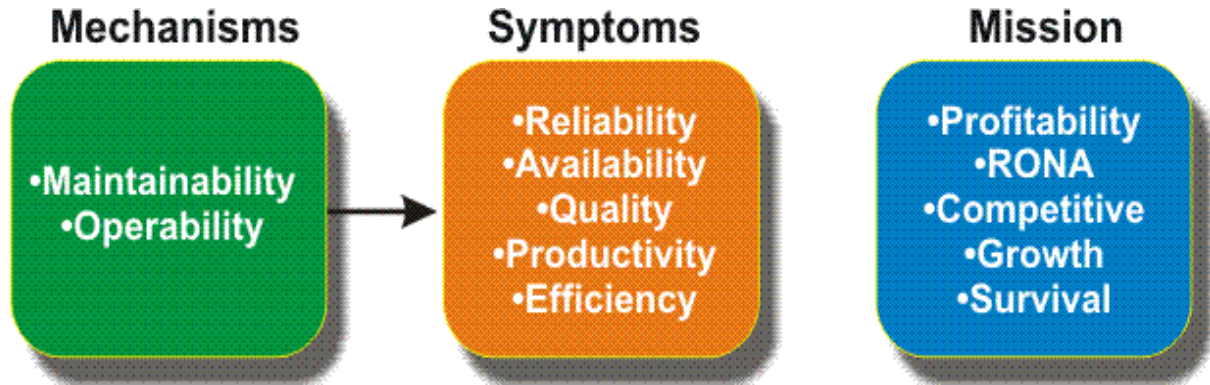 Mechanisms
•Maintainability
•Operability
Symptoms
•Reliability
•Availability
•Quality
•Productivity
•Efficiency
Mission
•Profitability
•RONA
•Competitive
•Growth
•Survival